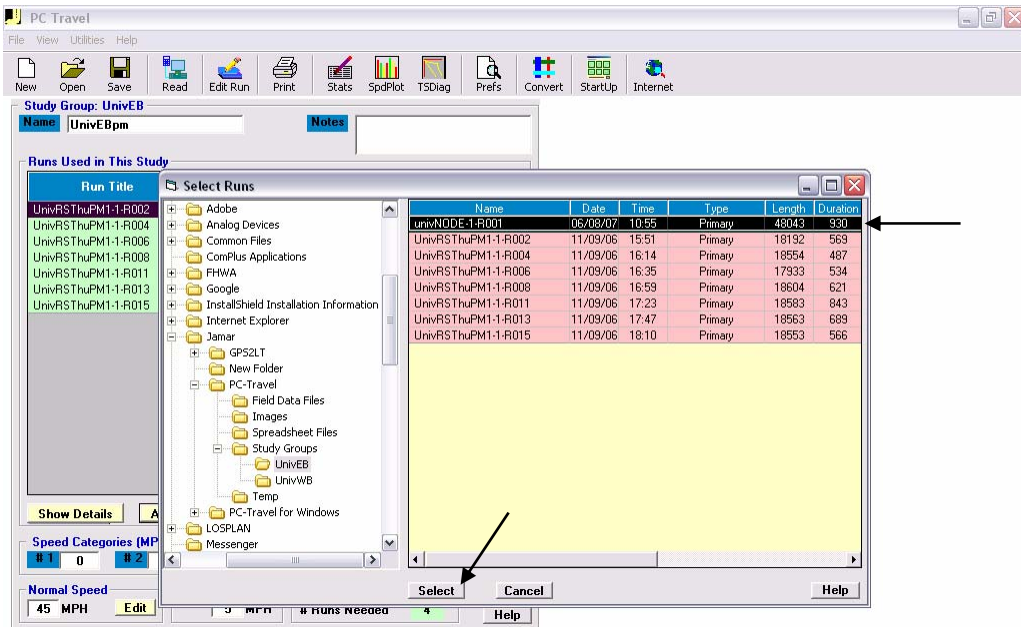 PC Travel
File View Utilities Help
New Open Save Read Edit Run Print Stats SpdPlot TSDiag Prefs Convert StartUp Internet
Study Group: UnivEB
Name UnivEBpm Notes
Runs Used in This Study
Run Title
UnivRSThuPM1-1-R002
UnivRSThuPM1-1-R004
UnivRSThuPM1-1-R006
UnivRSThuPM1-1-R008
UnivRSThuPM1-1-R011
UnivRSThuPM1-1-R013
UnivRSThuPM1-1-R015
Show Details A
Speed Categories (MP
# 1 0 # 2
Normal Speed
45 MPH Edit 5 MPH # Runs Needed 4 Help
Select Runs
Adobe
Analog Devices
Common Files
ComPlus Applications
FHWA
Google
InstallShield Installation Information
Internet Explorer
Jamar
GPS2LT
New Folder
PC-Travel
Field Data Files
Images
Spreadsheet Files
Study Groups
UnivEB
UnivWB
Temp
PC-Travel for Windows
LOSPLAN
Messenger
Name Date Time Type Length Duration
univNODE-1-R001 06/08/07 10:55 Primary 48043 930
UnivRSThuPM1-1-R002 11/09/06 15:51 Primary 18192 569
UnivRSThuPM1-1-R004 11/09/06 16:14 Primary 18554 487
UnivRSThuPM1-1-R006 11/09/06 16:35 Primary 17933 534
UnivRSThuPM1-1-R008 11/09/06 16:59 Primary 18604 621
UnivRSThuPM1-1-R011 11/09/06 17:23 Primary 18583 843
UnivRSThuPM1-1-R013 11/09/06 17:47 Primary 18563 689
UnivRSThuPM1-1-R015 11/09/06 18:10 Primary 18553 566
Select Cancel Help